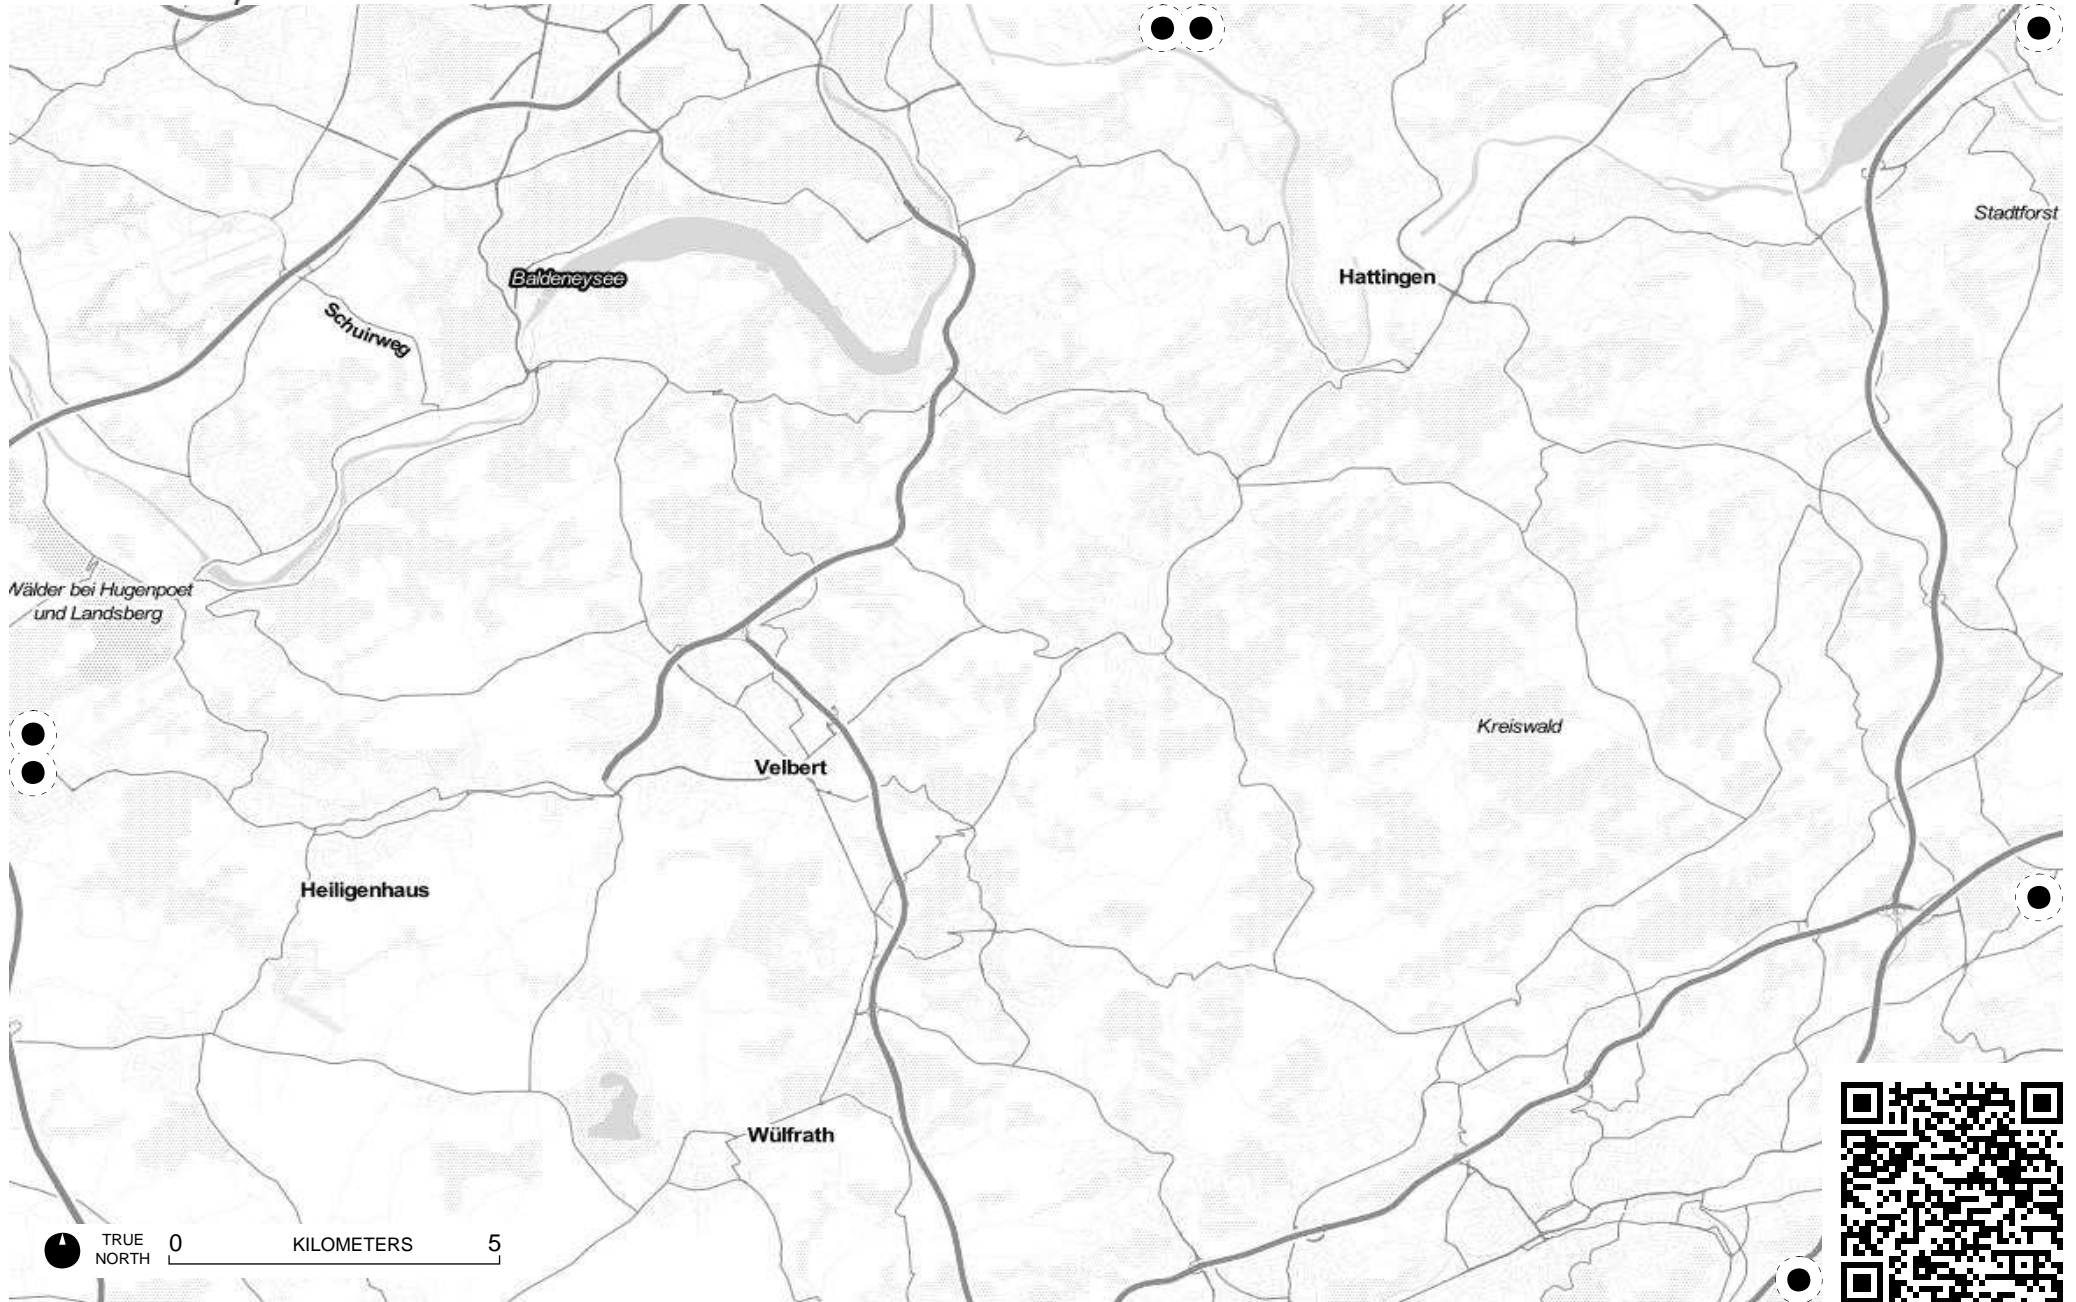 Stadtforst
Hattingen
Baldeneysee
Schuirweg
Wälder bei Hugenpoet
und Landsberg
Kreiswald
Velbert
Heiligenhaus
Wülfrath
TRUE
NORTH
0 KILOMETERS 5